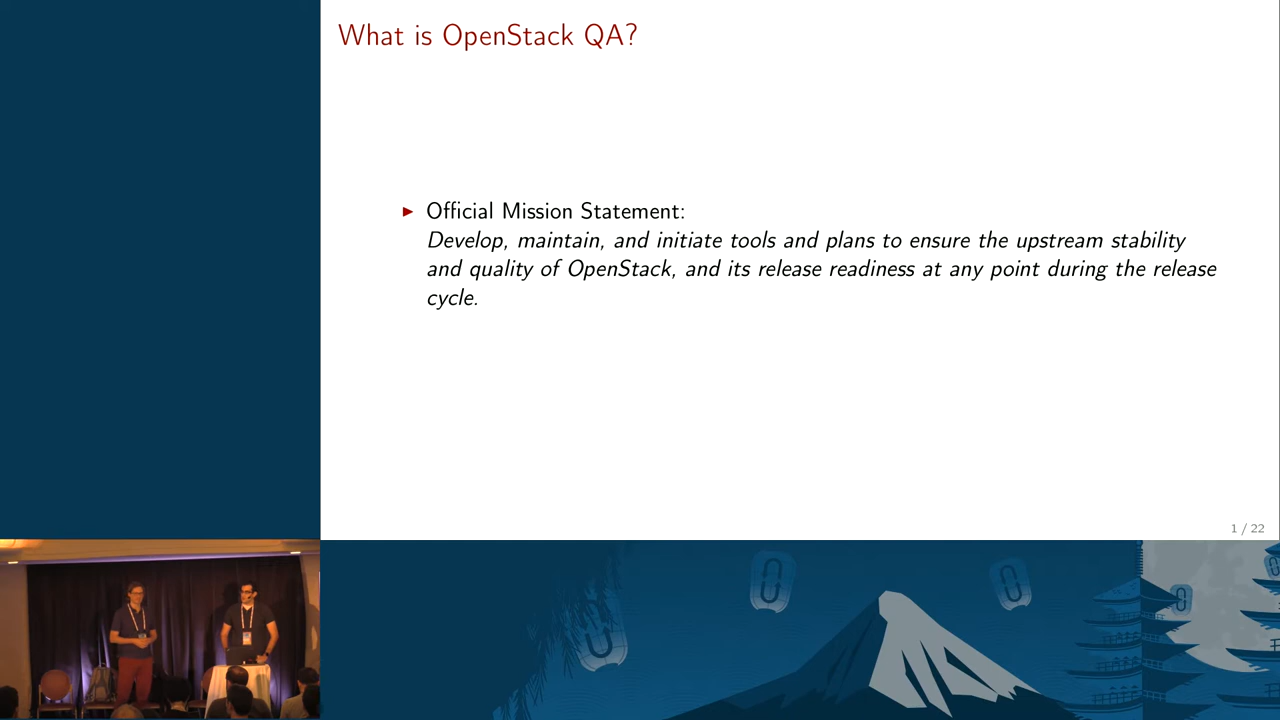 What is OpenStack QA?
▶ Official Mission Statement:
Develop, maintain, and initiate tools and plans to ensure the upstream stability
and quality of OpenStack, and its release readiness at any point during the release
cycle.
1 / 22